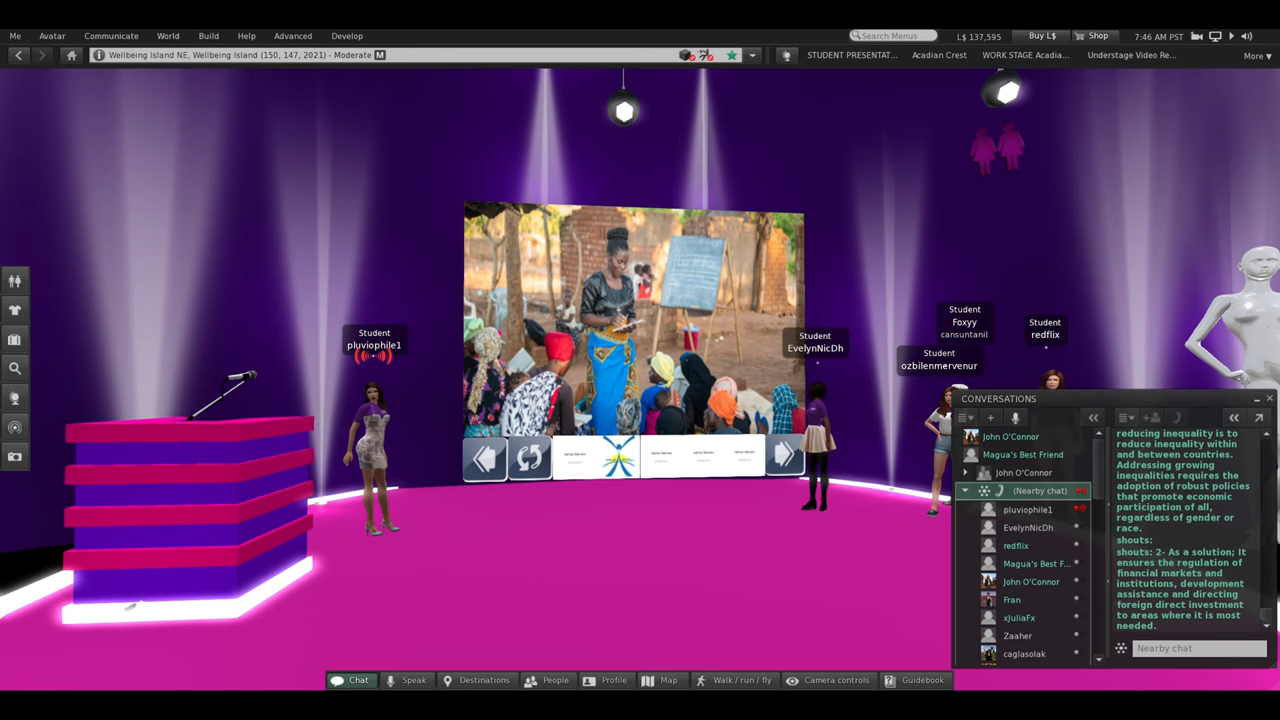 Me Avatar Communicate World Build Help Advanced Develop
Search Menus
L$ 137,595
Buy L$
Shop
7:46 AM PST
Wellbeing Island NE, Wellbeing Island (150, 147, 2021) - Moderate M
STUDENT PRESENTAT... Acadian Crest WORK STAGE Acadia... Understage Video Re...
More ▼
Student
pluviophile1
Student
EvelynNicDh
Student
Foxyy
cansuntanil
Student
ozbilenmervenur
Student
redflix
CONVERSATIONS
John O'Connor
Magua's Best Friend
John O'Connor
(Nearby chat)
pluviophile1
EvelynNicDh
redflix
Magua's Best F...
John O'Connor
Fran
xJuliaFx
Zaaher
caglasolak
reducing inequality is to
reduce inequality within
and between countries.
Addressing growing
inequalities requires the
adoption of robust policies
that promote economic
participation of all,
regardless of gender or
race.
shouts:
shouts: 2- As a solution; It
ensures the regulation of
financial markets and
institutions, development
assistance and directing
foreign direct investment
to areas where it is most
needed.
Nearby chat
Chat Speak Destinations People Profile Map Walk / run / fly Camera controls Guidebook